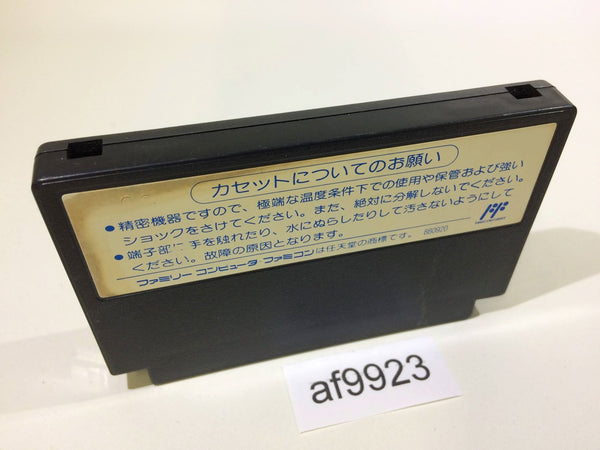 カセットについてのお願い
●精密機器ですので、極端な温度条件下での使用や保管および強い
ショックをさけてください。また、絶対に分解しないでください。
●端子部に手を触れたり、水にぬらしたりして汚さないようにして
ください。故障の原因となります。
880920
ファミリーコンピュータ ファミコンは任天堂の商標です。
af9923